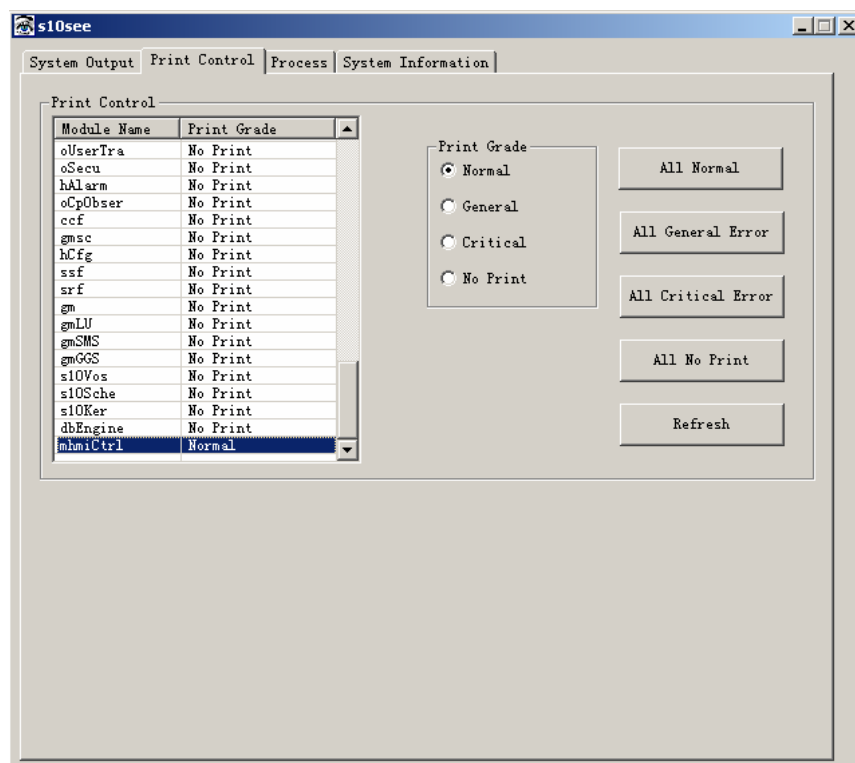 s10see
System Output Print Control Process System Information
Print Control
Module Name Print Grade
oUserTra No Print
oSecu No Print
hAlarm No Print
oCpObser No Print
ccf No Print
gmsc No Print
hCfg No Print
ssf No Print
srf No Print
gm No Print
gmLU No Print
gmSMS No Print
gmGGS No Print
s10Vos No Print
s10Sche No Print
s10Ker No Print
dbEngine No Print
mhmiCtrl Normal
Print Grade
Normal
General
Critical
No Print
All Normal
All General Error
All Critical Error
All No Print
Refresh